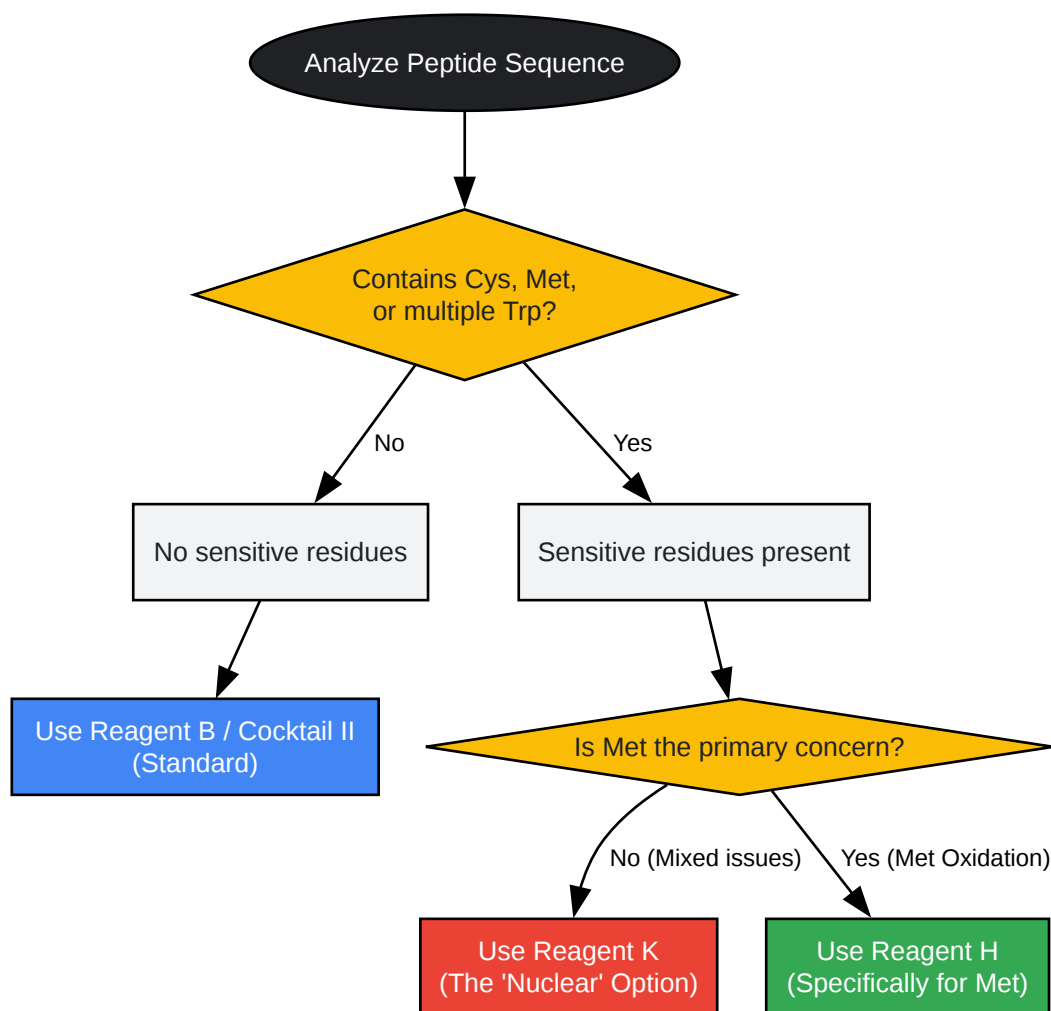 Analyze Peptide Sequence
Contains Cys, Met,
or multiple Trp?
No
Yes
No sensitive residues
Sensitive residues present
Use Reagent B / Cocktail II
(Standard)
Is Met the primary concern?
No (Mixed issues)
Yes (Met Oxidation)
Use Reagent K
(The 'Nuclear' Option)
Use Reagent H
(Specifically for Met)